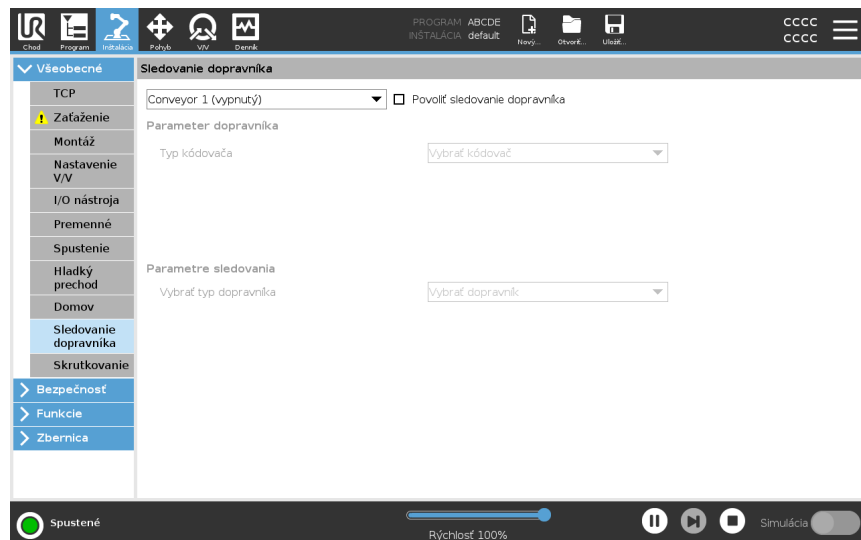 UR
PROGRAM ABCDE
INŠTALÁCIA default
CCCC
CCCC
Chod
Program
Inštalácia
Pohyb
V/V
Denník
Nový...
Otvoriť...
Uložiť...
Všeobecné
Sledovanie dopravníka
TCP
Zaťaženie
Montáž
Nastavenie
V/V
I/O nástroja
Premenné
Spustenie
Hladký
prechod
Domov
Sledovanie
dopravníka
Skrutkovanie
Bezpečnosť
Funkcie
Zbernica
Conveyor 1 (vypnutý)
Povoliť sledovanie dopravníka
Parameter dopravníka
Typ kódovača
Vybrať kódovač
Parametre sledovania
Vybrať typ dopravníka
Vybrať dopravník
Spustené
Rýchlosť 100%
Simulácia